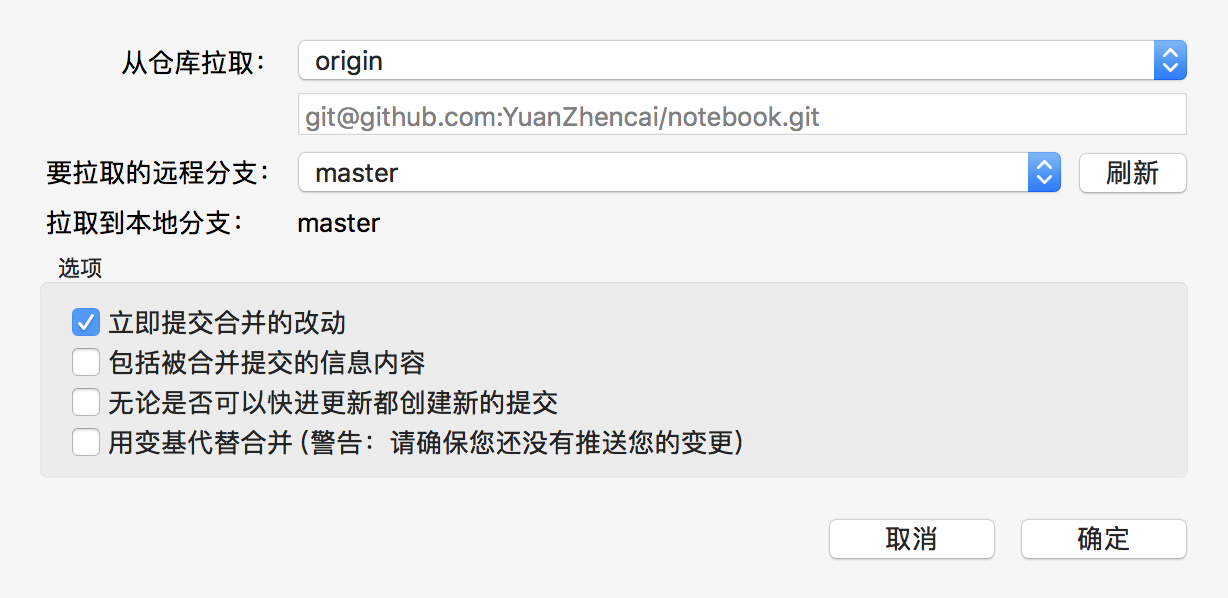 从仓库拉取： origin
git@github.com:YuanZhencai/notebook.git
要拉取的远程分支： master 刷新
拉取到本地分支： master
选项
立即提交合并的改动
包括被合并提交的信息内容
无论是否可以快进更新都创建新的提交
用变基代替合并（警告：请确保您还没有推送您的变更）
取消 确定